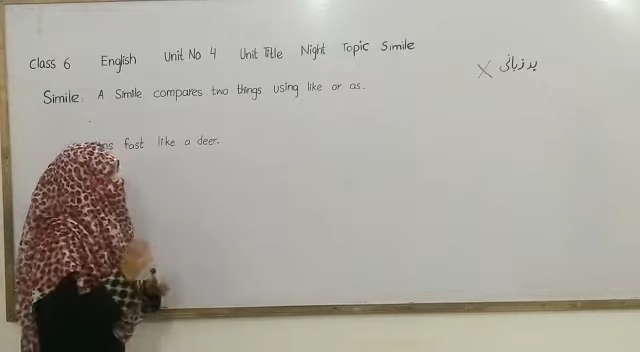 Class 6 English Unit No 4 Unit Title Night Topic Simile
Simile: A Simile compares two things using like or as.
fast like a deer.
X بدزبانی